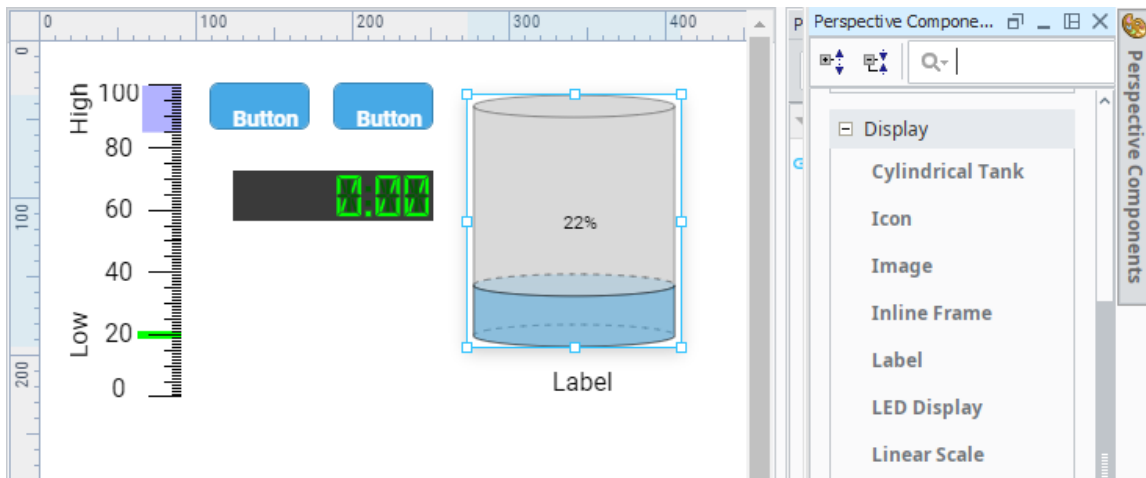 0 100 200 300 400
0
100
200
High
Low
100
80
60
40
20
0
Button Button
0.00
22%
Label
P
Perspective Compone...
Display
Cylindrical Tank
Icon
Image
Inline Frame
Label
LED Display
Linear Scale
Perspective Components